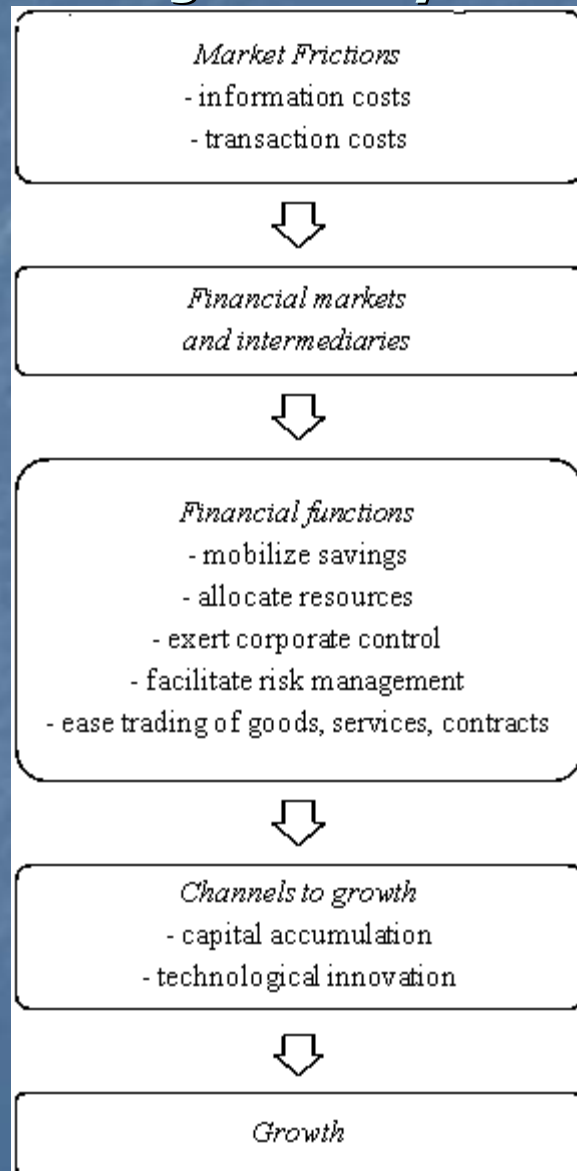 Market Frictions
- information costs
- transaction costs
Financial markets
and intermediaries
Financial functions
- mobilize savings
- allocate resources
- exert corporate control
- facilitate risk management
- ease trading of goods, services, contracts
Channels to growth
- capital accumulation
- technological innovation
Growth